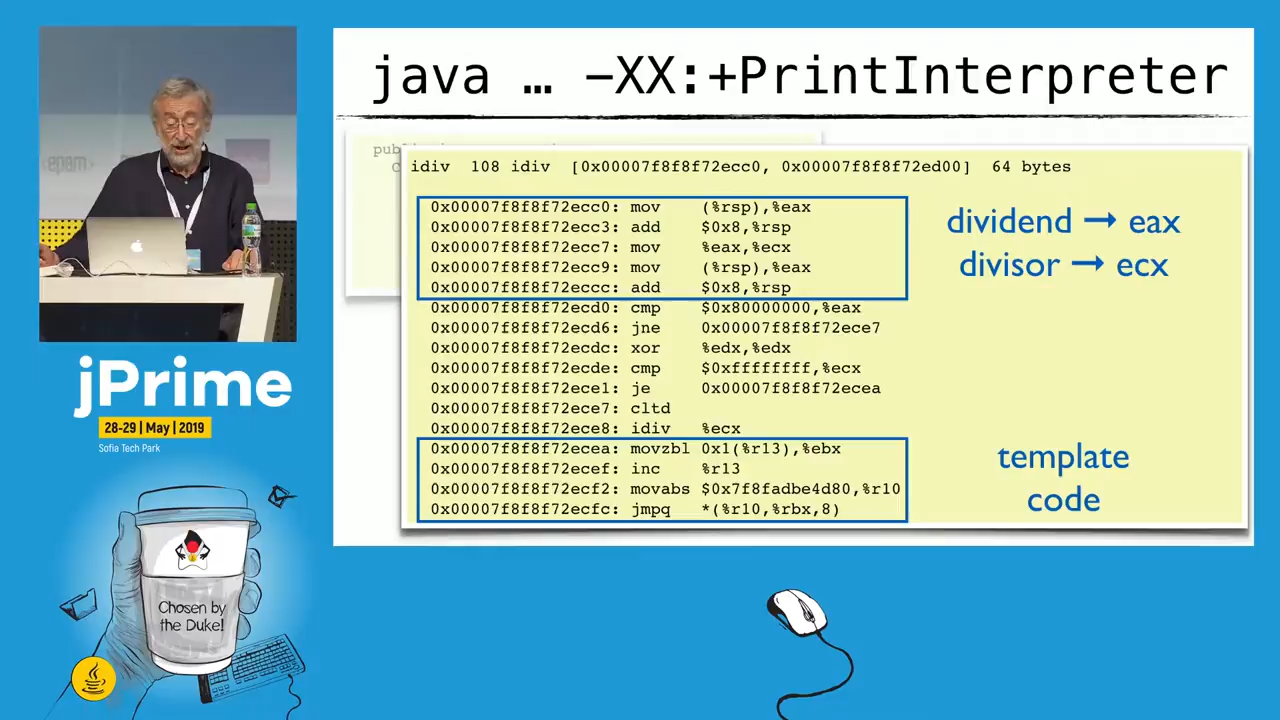 java … –XX:+PrintInterpreter
idiv 108 idiv [0x00007f8f8f72ecc0, 0x00007f8f8f72ed00] 64 bytes
0x00007f8f8f72ecc0: mov (%rsp),%eax
0x00007f8f8f72ecc3: add $0x8,%rsp
0x00007f8f8f72ecc7: mov %eax,%ecx
0x00007f8f8f72ecc9: mov (%rsp),%eax
0x00007f8f8f72eccc: add $0x8,%rsp
0x00007f8f8f72ecd0: cmp $0x80000000,%eax
0x00007f8f8f72ecd6: jne 0x00007f8f8f72ece7
0x00007f8f8f72ecdc: xor %edx,%edx
0x00007f8f8f72ecde: cmp $0xffffffff,%ecx
0x00007f8f8f72ece1: je 0x00007f8f8f72ecea
0x00007f8f8f72ece7: cltd
0x00007f8f8f72ece8: idiv %ecx
0x00007f8f8f72ecea: movzbl 0x1(%r13),%ebx
0x00007f8f8f72ecef: inc %r13
0x00007f8f8f72ecf2: movabs $0x7f8fadbe4d80,%r10
0x00007f8f8f72ecfc: jmpq *(%r10,%rbx,8)
dividend → eax
divisor → ecx
template
code
epam
jPrime
28-29 | May | 2019
Sofia Tech Park
Chosen by
the Duke!